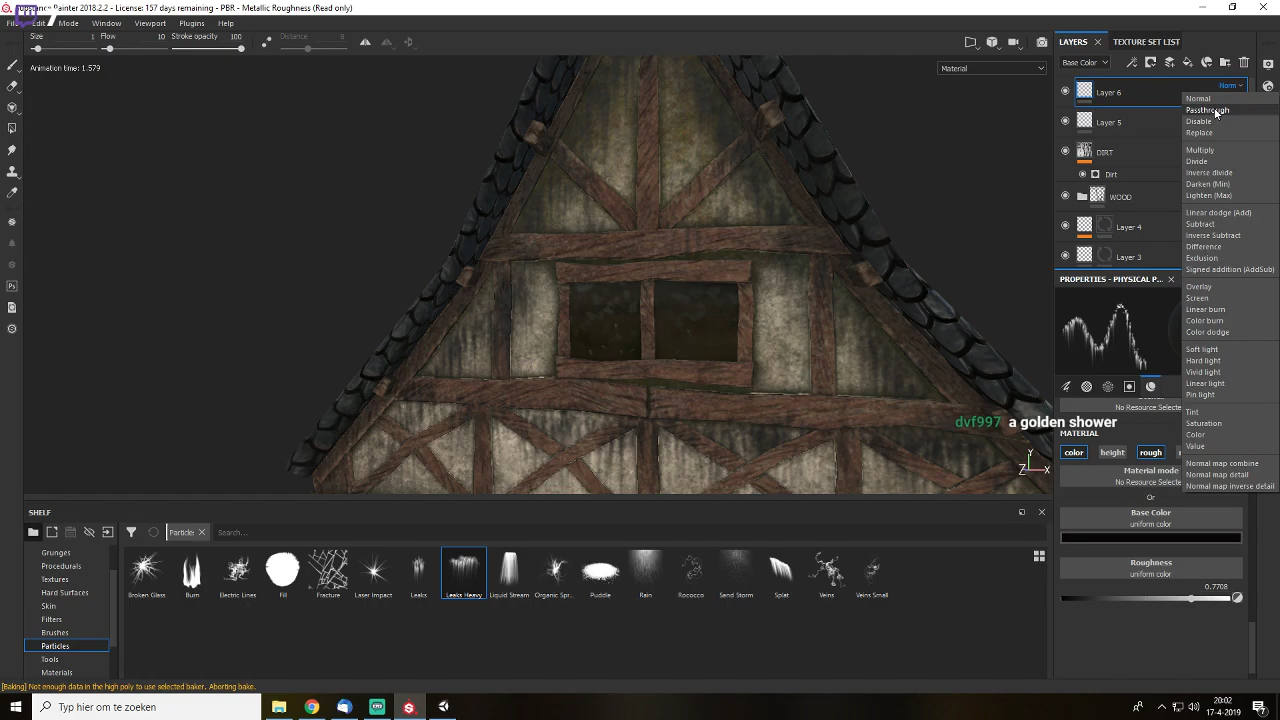 stance Painter 2018.2.2 - License: 157 days remaining - PBR - Metallic Roughness (Read only)
Edit Mode Window Viewport Plugins Help
Size 1 Flow 10 Stroke opacity 100 Distance 8
Animation time: 1.579
Material
LAYERS TEXTURE SET LIST
Base Color
Layer 6 Norm
Layer 5
DIRT
Dirt
WOOD
Layer 4
Layer 3
Normal
Passthrough
Disable
Replace
Multiply
Divide
Inverse divide
Darken (Min)
Lighten (Max)
Linear dodge (Add)
Subtract
Inverse Subtract
Difference
Exclusion
Signed addition (AddSub)
Overlay
Screen
Linear burn
Color burn
Color dodge
Soft light
Hard light
Vivid light
Linear light
Pin light
Tint
Saturation
Color
Value
Normal map combine
Normal map detail
Normal map inverse detail
PROPERTIES - PHYSICAL P...
No Resource Selecte
MATERIAL
color height rough
Material mode
No Resource Selecte
Or
Base Color
uniform color
Roughness
uniform color
0.7708
dvf997 a golden shower
Y
Z X
SHELF
Particle Search...
Grunges
Procedurals
Textures
Hard Surfaces
Skin
Filters
Brushes
Particles
Tools
Materials
Broken Glass Burn Electric Lines Fill Fracture Laser Impact Leaks Leaks Heavy Liquid Stream Organic Spr... Puddle Rain Rococco Sand Storm Splat Veins Veins Small
[Baking] Not enough data in the high poly to use selected baker. Aborting bake.
Typ hier om te zoeken
20:02
17-4-2019